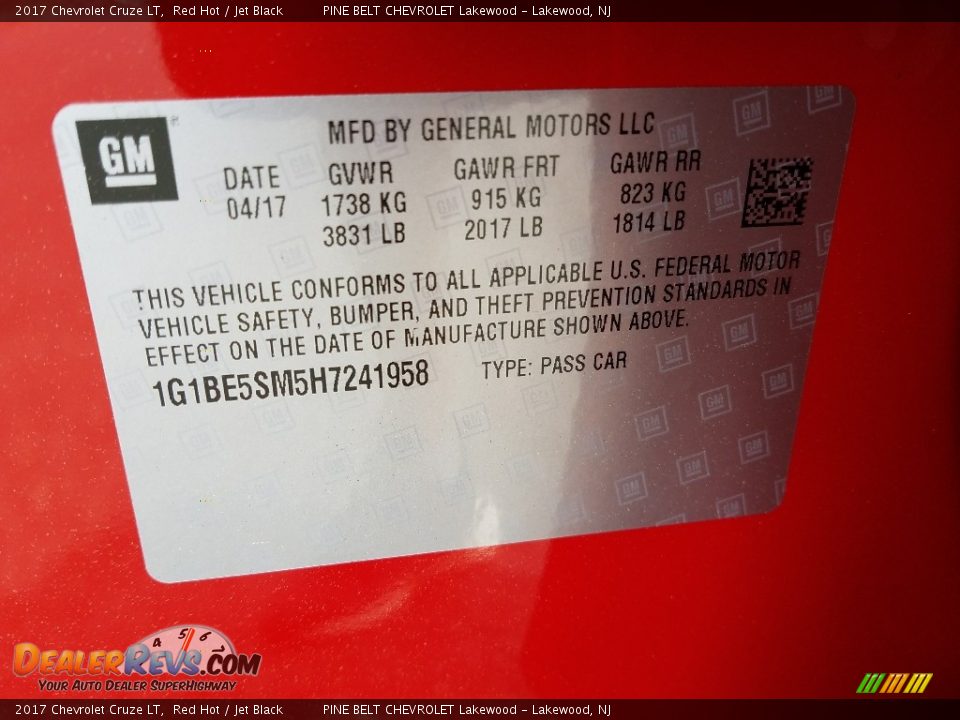 2017 Chevrolet Cruze LT, Red Hot / Jet Black PINE BELT CHEVROLET Lakewood – Lakewood, NJ
GM
MFD BY GENERAL MOTORS LLC
DATE GVWR GAWR FRT GAWR RR
04/17 1738 KG 915 KG 823 KG
3831 LB 2017 LB 1814 LB
THIS VEHICLE CONFORMS TO ALL APPLICABLE U.S. FEDERAL MOTOR
VEHICLE SAFETY, BUMPER, AND THEFT PREVENTION STANDARDS IN
EFFECT ON THE DATE OF MANUFACTURE SHOWN ABOVE.
1G1BE5SM5H7241958 TYPE: PASS CAR
4 5 6 7
DEALERREVS.COM
YOUR AUTO DEALER SUPERHIGHWAY
2017 Chevrolet Cruze LT, Red Hot / Jet Black PINE BELT CHEVROLET Lakewood – Lakewood, NJ